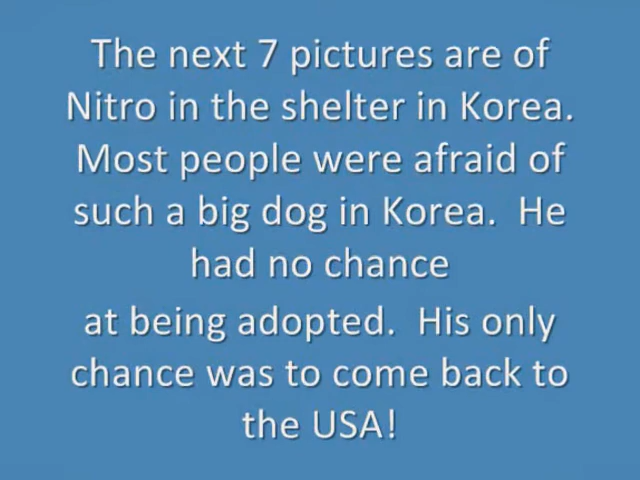 The next 7 pictures are of
Nitro in the shelter in Korea.
Most people were afraid of
such a big dog in Korea.  He
had no chance
at being adopted.  His only
chance was to come back to
the USA!